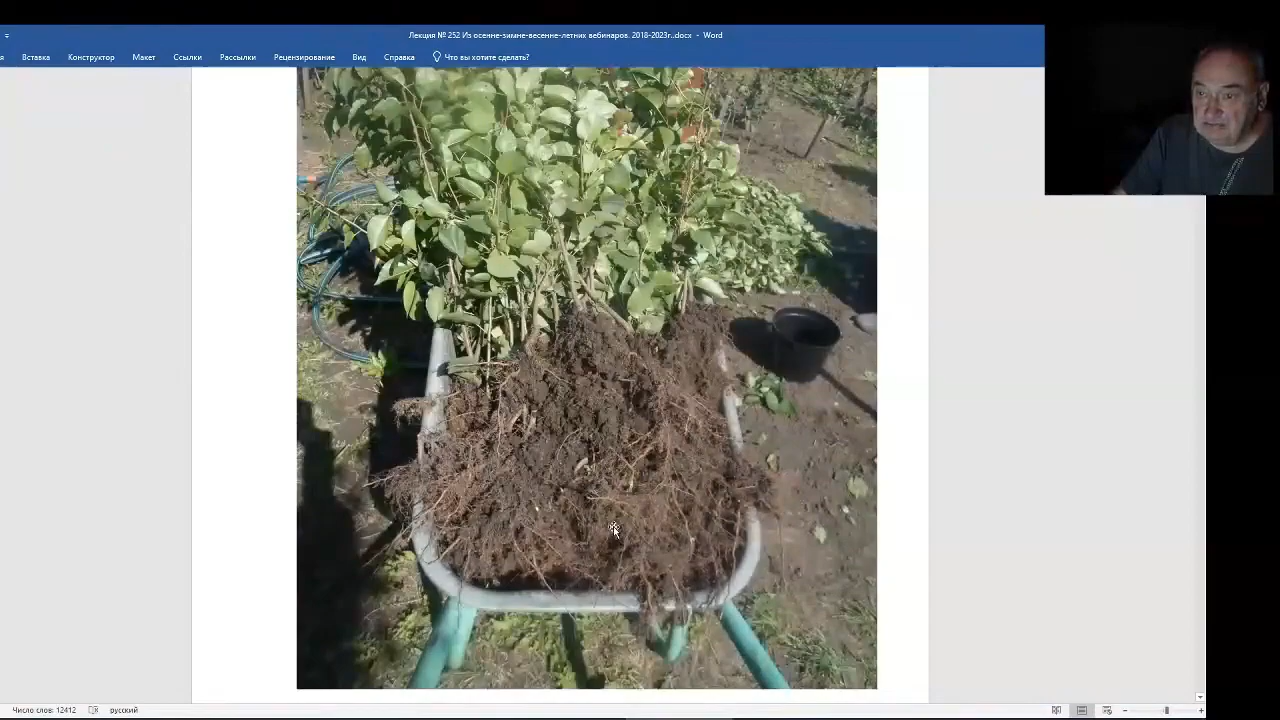 Лекция № 252 Из осенне-зимне-весенне-летних вебинаров. 2018-2023г..docx - Word
Вставка Конструктор Макет Ссылки Рассылки Рецензирование Вид Справка Что вы хотите сделать?
Число слов: 12412 русский